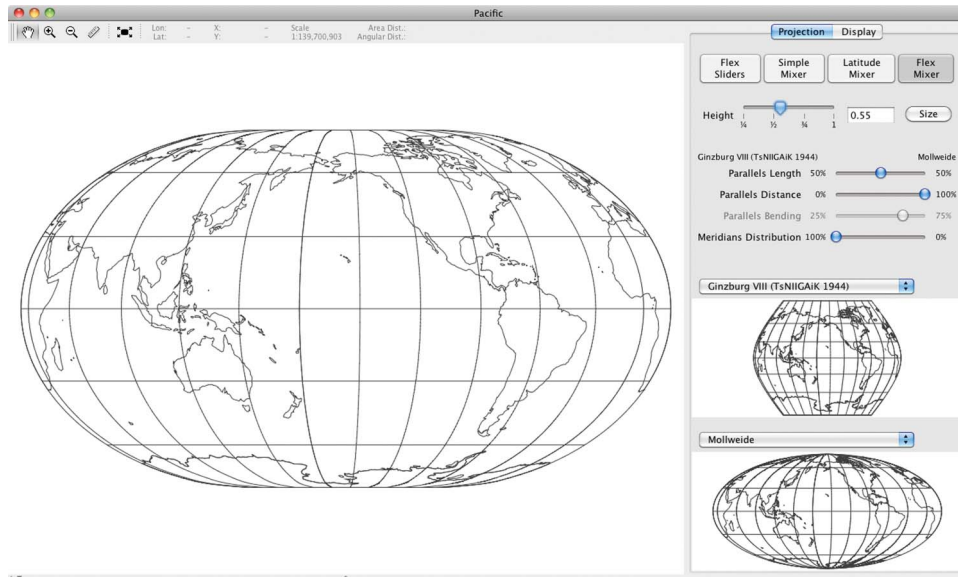 Pacific
Lon: – X: – Scale Area Dist.:
Lat: – Y: – 1:139,700,903 Angular Dist.:
Projection Display
Flex Sliders
Simple Mixer
Latitude Mixer
Flex Mixer
Height ¼ ½ ¾ 1 0.55 Size
Ginzburg VIII (TsNIIGAiK 1944) Mollweide
Parallels Length 50% 50%
Parallels Distance 0% 100%
Parallels Bending 25% 75%
Meridians Distribution 100% 0%
Ginzburg VIII (TsNIIGAiK 1944)
Mollweide